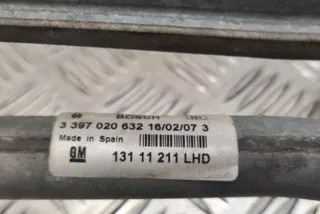 BOSCH
3 397 020 632 16/02/07 3
Made in Spain
GM
131 11 211 LHD